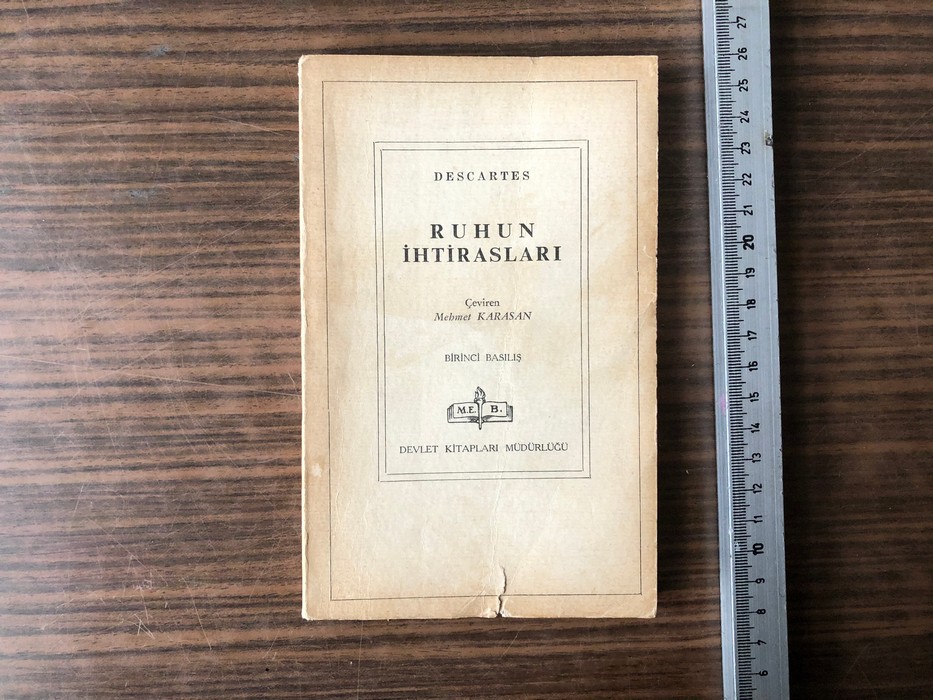 DESCARTES
RUHUN
İHTİRASLARI
Çeviren
Mehmet KARASAN
BİRİNCİ BASILIŞ
M.E. B.
DEVLET KİTAPLARI MÜDÜRLÜĞÜ
27
26
25
24
23
22
21
20
19
18
17
16
15
14
13
12
11
10
9
8
7
6